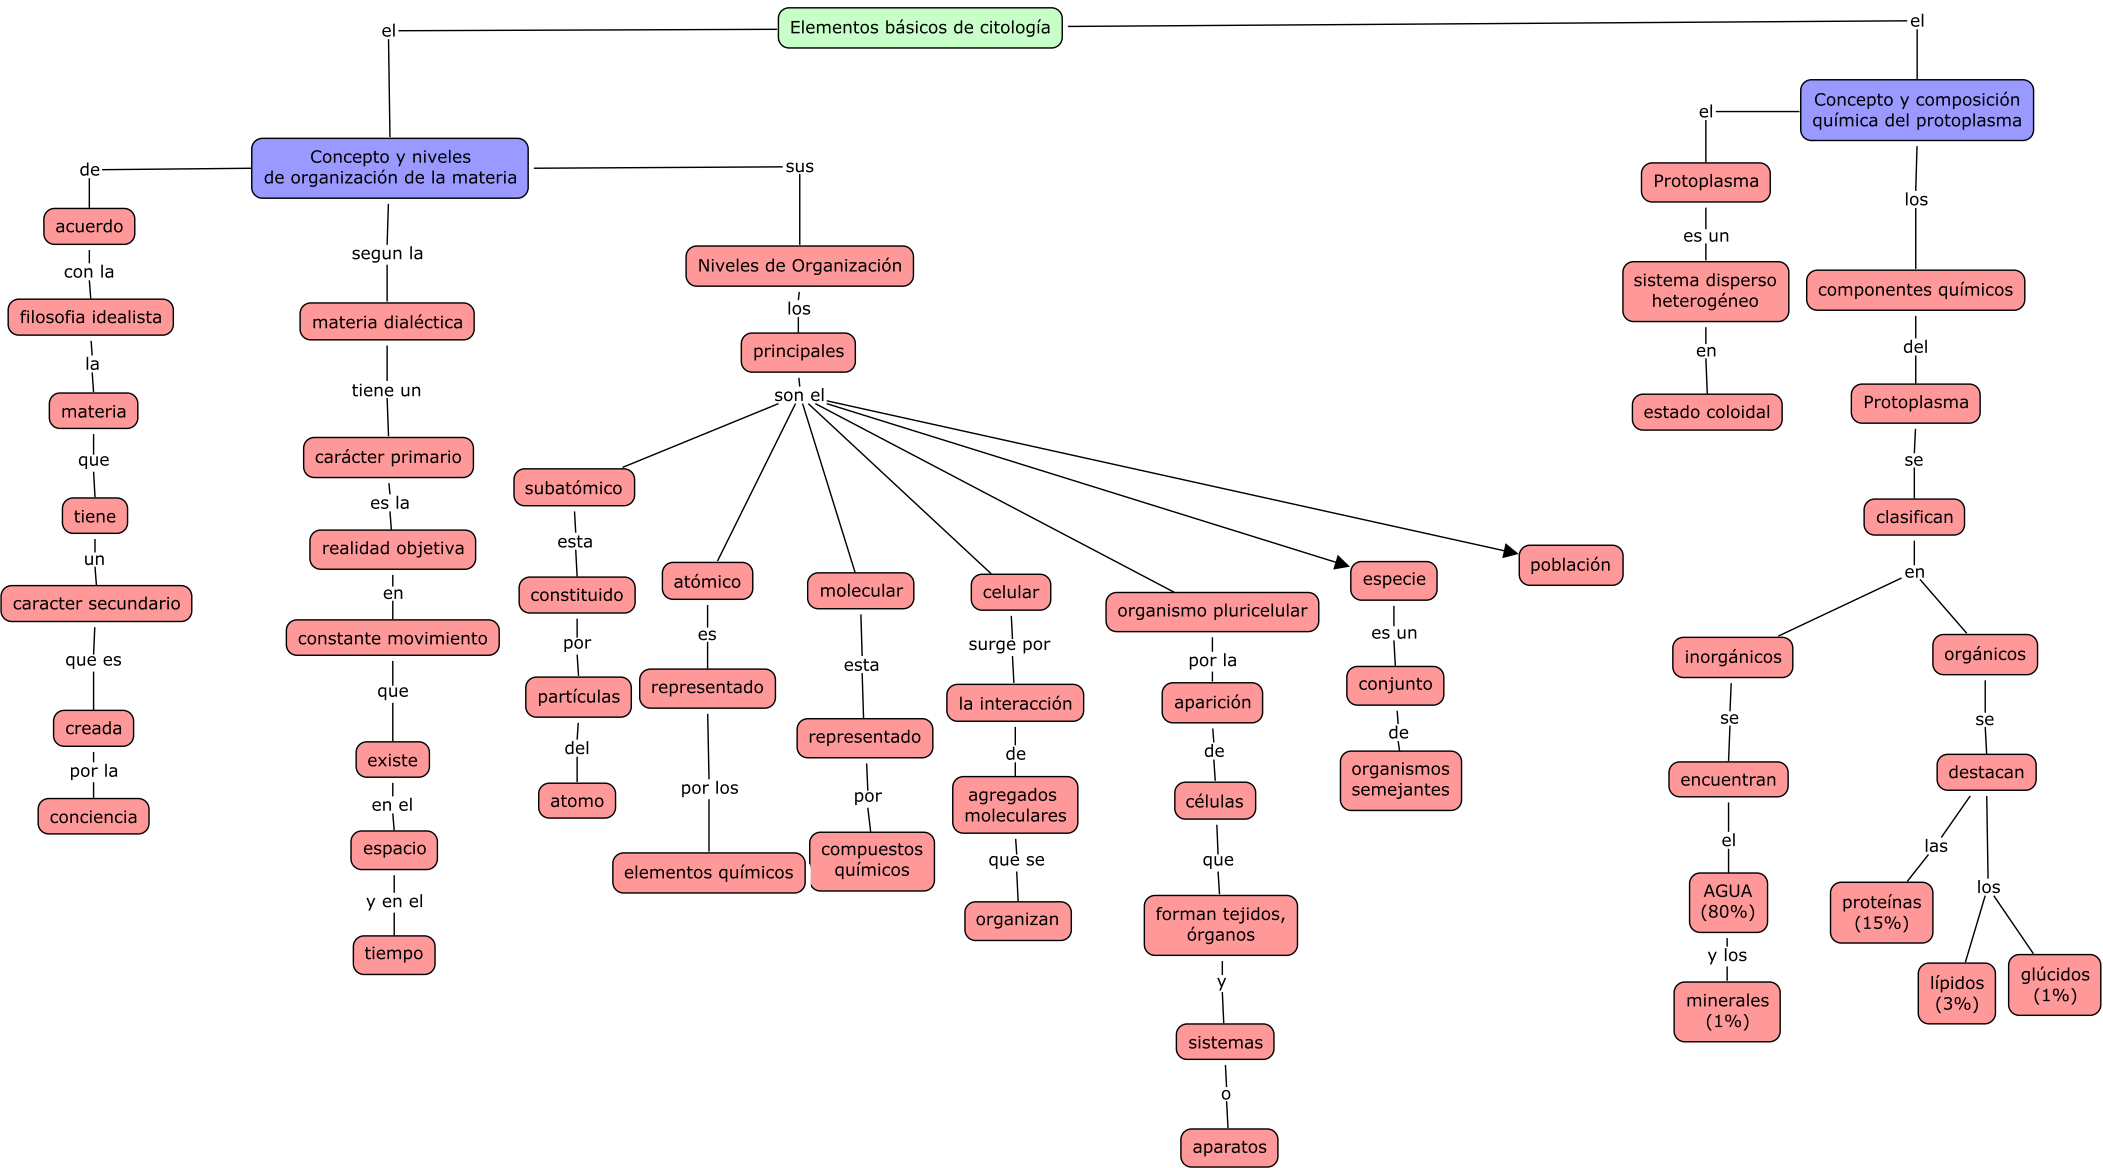 Elementos básicos de citología
el
el
Concepto y niveles
de organización de la materia
de
acuerdo
con la
filosofia idealista
la
materia
que
tiene
un
caracter secundario
que es
creada
por la
conciencia
segun la
materia dialéctica
tiene un
carácter primario
es la
realidad objetiva
en
constante movimiento
que
existe
en el
espacio
y en el
tiempo
sus
Niveles de Organización
los
principales
son el
subatómico
esta
constituido
por
partículas
del
atomo
atómico
es
representado
por los
elementos químicos
molecular
esta
representado
por
compuestos
químicos
celular
surge por
la interacción
de
agregados
moleculares
que se
organizan
organismo pluricelular
por la
aparición
de
células
que
forman tejidos,
órganos
y
sistemas
o
aparatos
especie
es un
conjunto
de
organismos
semejantes
población
Concepto y composición
química del protoplasma
el
Protoplasma
es un
sistema disperso
heterogéneo
en
estado coloidal
los
componentes químicos
del
Protoplasma
se
clasifican
en
inorgánicos
se
encuentran
el
AGUA
(80%)
y los
minerales
(1%)
orgánicos
se
destacan
las
proteínas
(15%)
los
lípidos
(3%)
glúcidos
(1%)